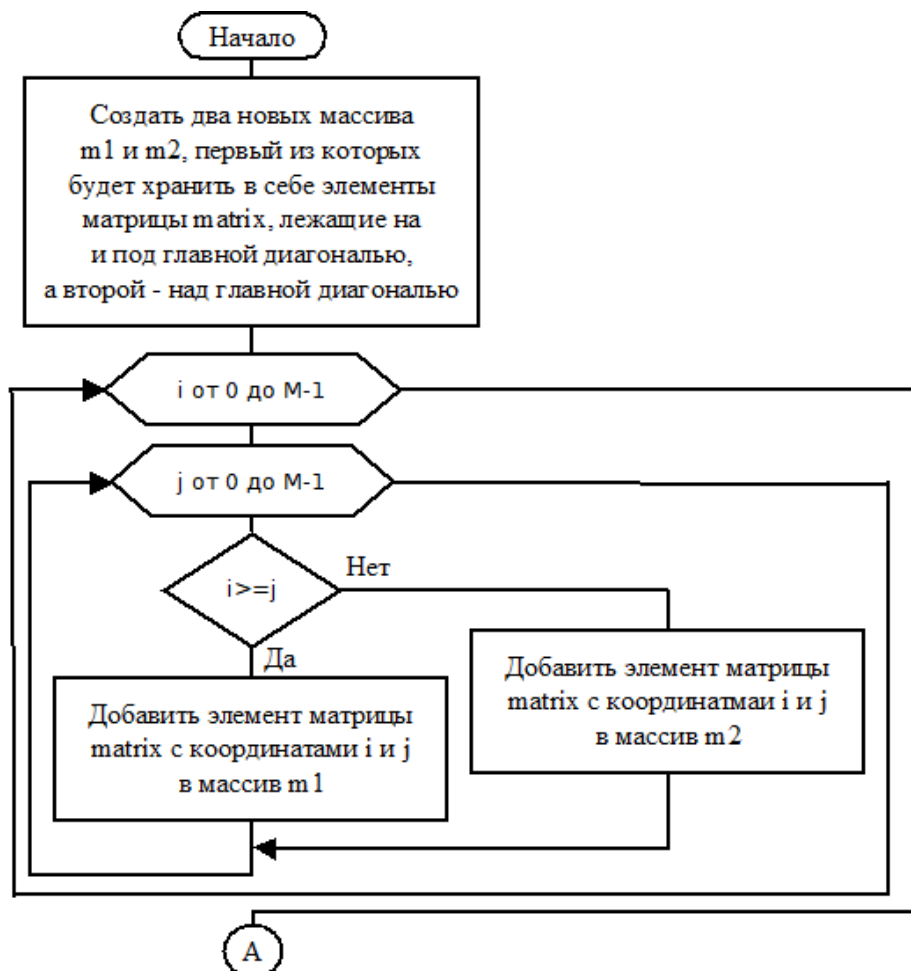 Начало
Создать два новых массива
m1 и m2, первый из которых
будет хранить в себе элементы
матрицы matrix, лежащие на
и под главной диагональю,
а второй - над главной диагональю
i от 0 до M-1
j от 0 до M-1
i>=j
Нет
Да
Добавить элемент матрицы
matrix с координатмаи i и j
в массив m2
Добавить элемент матрицы
matrix с координатами i и j
в массив m1
А